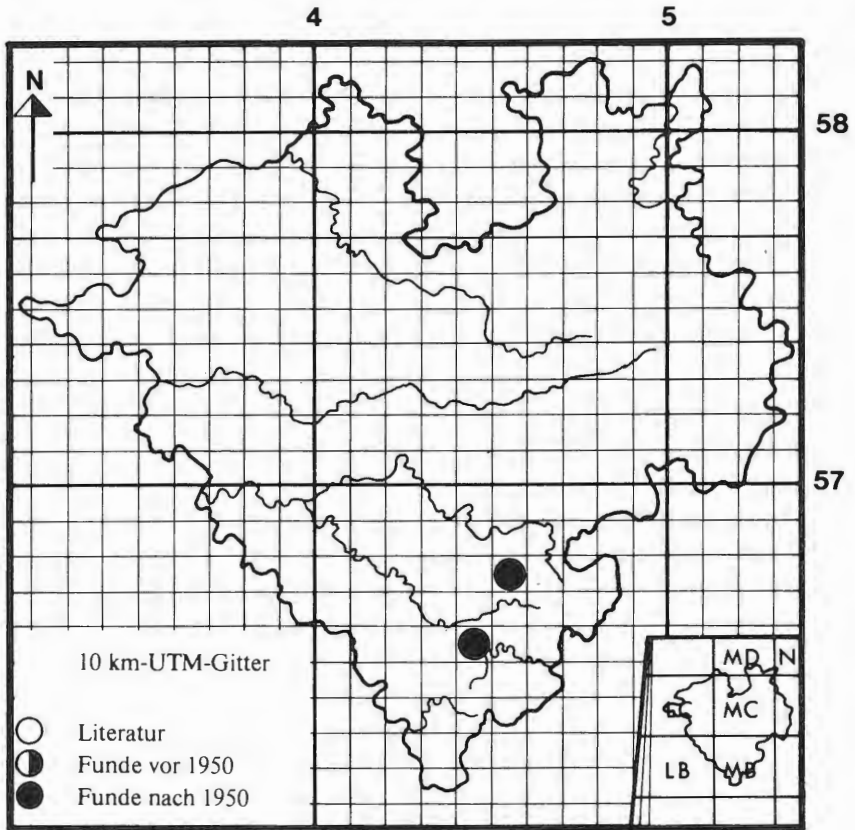 4 5
N
58
57
10 km-UTM-Gitter
Literatur
Funde vor 1950
Funde nach 1950
MD N
MC
LB MB